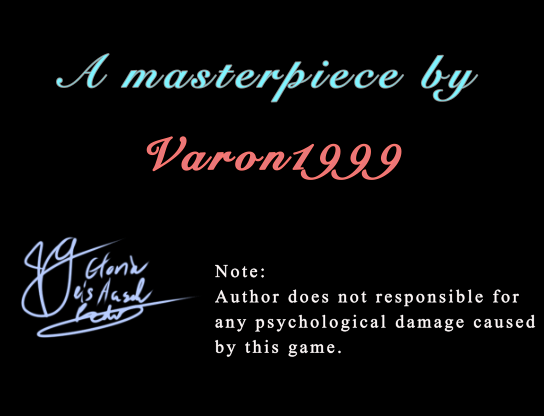 A masterpiece by
Varon1999
Note:
Author does not responsible for
any psychological damage caused
by this game.